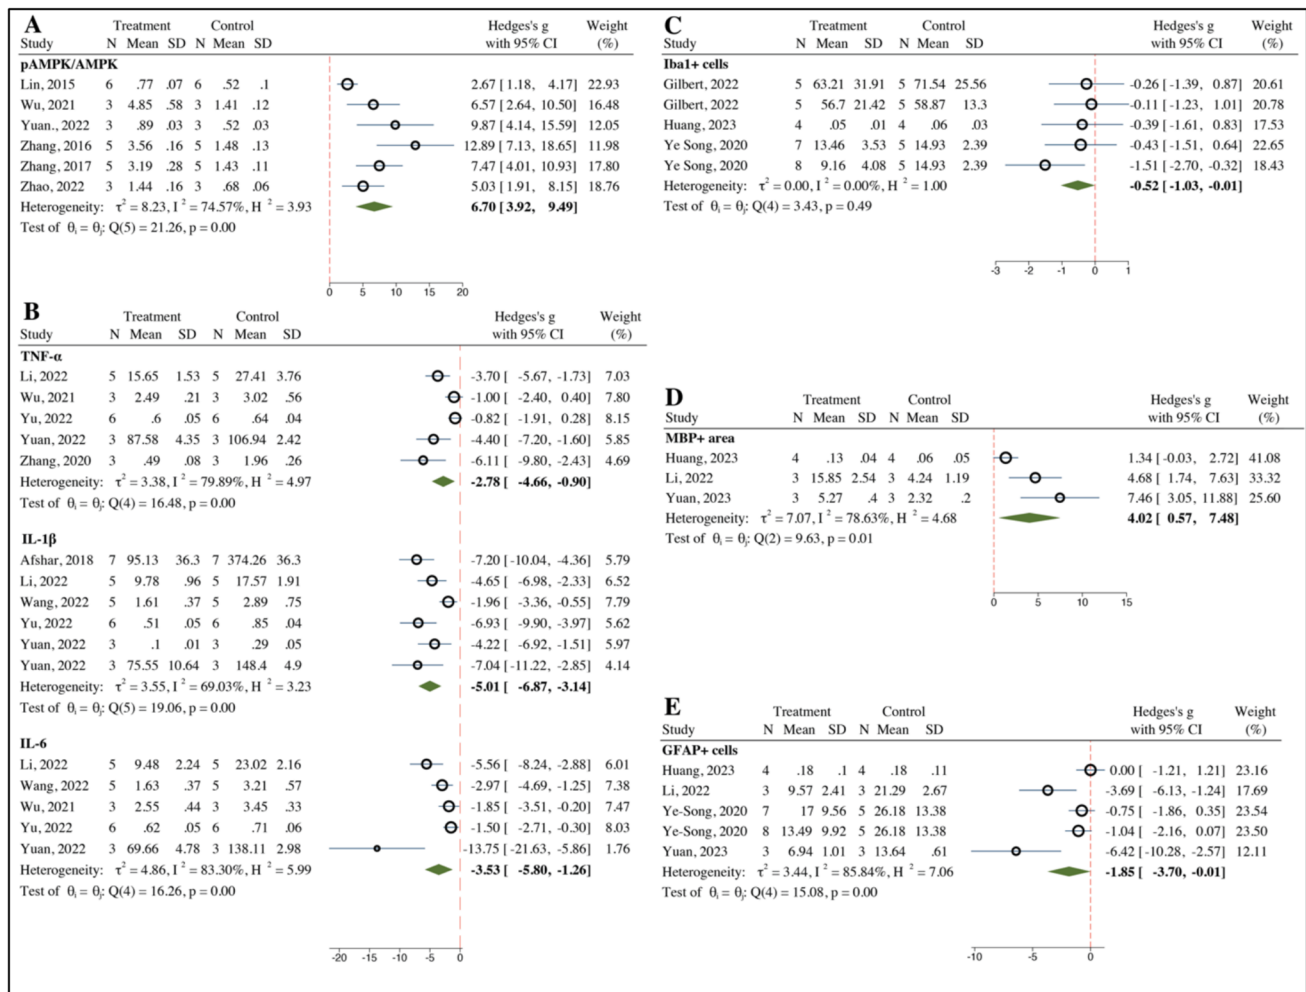 A
Treatment Control Hedges's g Weight
Study N Mean SD N Mean SD with 95% CI (%)
pAMPK/AMPK
Lin, 2015 6 .77 .07 6 .52 .1 2.67 [ 1.18, 4.17] 22.93
Wu, 2021 3 4.85 .58 3 1.41 .12 6.57 [ 2.64, 10.50] 16.48
Yuan., 2022 3 .89 .03 3 .52 .03 9.87 [ 4.14, 15.59] 12.05
Zhang, 2016 5 3.56 .16 5 1.48 .13 12.89 [ 7.13, 18.65] 11.98
Zhang, 2017 5 3.19 .28 5 1.43 .11 7.47 [ 4.01, 10.93] 17.80
Zhao, 2022 3 1.44 .16 3 .68 .06 5.03 [ 1.91, 8.15] 18.76
Heterogeneity: τ² = 8.23, I² = 74.57%, H² = 3.93 6.70 [ 3.92, 9.49]
Test of θi = θj: Q(5) = 21.26, p = 0.00
0 5 10 15 20
B
Treatment Control Hedges's g Weight
Study N Mean SD N Mean SD with 95% CI (%)
TNF-α
Li, 2022 5 15.65 1.53 5 27.41 3.76 -3.70 [ -5.67, -1.73] 7.03
Wu, 2021 3 2.49 .21 3 3.02 .56 -1.00 [ -2.40, 0.40] 7.80
Yu, 2022 6 .6 .05 6 .64 .04 -0.82 [ -1.91, 0.28] 8.15
Yuan, 2022 3 87.58 4.35 3 106.94 2.42 -4.40 [ -7.20, -1.60] 5.85
Zhang, 2020 3 .49 .08 3 1.96 .26 -6.11 [ -9.80, -2.43] 4.69
Heterogeneity: τ² = 3.38, I² = 79.89%, H² = 4.97 -2.78 [ -4.66, -0.90]
Test of θi = θj: Q(4) = 16.48, p = 0.00
IL-1β
Afshar, 2018 7 95.13 36.3 7 374.26 36.3 -7.20 [ -10.04, -4.36] 5.79
Li, 2022 5 9.78 .96 5 17.57 1.91 -4.65 [ -6.98, -2.33] 6.52
Wang, 2022 5 1.61 .37 5 2.89 .75 -1.96 [ -3.36, -0.55] 7.79
Yu, 2022 6 .51 .05 6 .85 .04 -6.93 [ -9.90, -3.97] 5.62
Yuan, 2022 3 .1 .01 3 .29 .05 -4.22 [ -6.92, -1.51] 5.97
Yuan, 2022 3 75.55 10.64 3 148.4 4.9 -7.04 [ -11.22, -2.85] 4.14
Heterogeneity: τ² = 3.55, I² = 69.03%, H² = 3.23 -5.01 [ -6.87, -3.14]
Test of θi = θj: Q(5) = 19.06, p = 0.00
IL-6
Li, 2022 5 9.48 2.24 5 23.02 2.16 -5.56 [ -8.24, -2.88] 6.01
Wang, 2022 5 1.63 .37 5 3.21 .57 -2.97 [ -4.69, -1.25] 7.38
Wu, 2021 3 2.55 .44 3 3.45 .33 -1.85 [ -3.51, -0.20] 7.47
Yu, 2022 6 .62 .05 6 .71 .06 -1.50 [ -2.71, -0.30] 8.03
Yuan, 2022 3 69.66 4.78 3 138.11 2.98 -13.75 [ -21.63, -5.86] 1.76
Heterogeneity: τ² = 4.86, I² = 83.30%, H² = 5.99 -3.53 [ -5.80, -1.26]
Test of θi = θj: Q(4) = 16.26, p = 0.00
-20 -15 -10 -5 0
C
Treatment Control Hedges's g Weight
Study N Mean SD N Mean SD with 95% CI (%)
Iba1+ cells
Gilbert, 2022 5 63.21 31.91 5 71.54 25.56 -0.26 [ -1.39, 0.87] 20.61
Gilbert, 2022 5 56.7 21.42 5 58.87 13.3 -0.11 [ -1.23, 1.01] 20.78
Huang, 2023 4 .05 .01 4 .06 .03 -0.39 [ -1.61, 0.83] 17.53
Ye Song, 2020 7 13.46 3.53 5 14.93 2.39 -0.43 [ -1.51, 0.64] 22.65
Ye Song, 2020 8 9.16 4.08 5 14.93 2.39 -1.51 [ -2.70, -0.32] 18.43
Heterogeneity: τ² = 0.00, I² = 0.00%, H² = 1.00 -0.52 [ -1.03, -0.01]
Test of θi = θj: Q(4) = 3.43, p = 0.49
-3 -2 -1 0 1
D
Treatment Control Hedges's g Weight
Study N Mean SD N Mean SD with 95% CI (%)
MBP+ area
Huang, 2023 4 .13 .04 4 .06 .05 1.34 [ -0.03, 2.72] 41.08
Li, 2022 3 15.85 2.54 3 4.24 1.19 4.68 [ 1.74, 7.63] 33.32
Yuan, 2023 3 5.27 .4 3 2.32 .2 7.46 [ 3.05, 11.88] 25.60
Heterogeneity: τ² = 7.07, I² = 78.63%, H² = 4.68 4.02 [ 0.57, 7.48]
Test of θi = θj: Q(2) = 9.63, p = 0.01
0 5 10 15
E
Treatment Control Hedges's g Weight
Study N Mean SD N Mean SD with 95% CI (%)
GFAP+ cells
Huang, 2023 4 .18 .1 4 .18 .11 0.00 [ -1.21, 1.21] 23.16
Li, 2022 3 9.57 2.41 3 21.29 2.67 -3.69 [ -6.13, -1.24] 17.69
Ye-Song, 2020 7 17 9.56 5 26.18 13.38 -0.75 [ -1.86, 0.35] 23.54
Ye-Song, 2020 8 13.49 9.92 5 26.18 13.38 -1.04 [ -2.16, 0.07] 23.50
Yuan, 2023 3 6.94 1.01 3 13.64 .61 -6.42 [ -10.28, -2.57] 12.11
Heterogeneity: τ² = 3.44, I² = 85.84%, H² = 7.06 -1.85 [ -3.70, -0.01]
Test of θi = θj: Q(4) = 15.08, p = 0.00
-10 -5 0